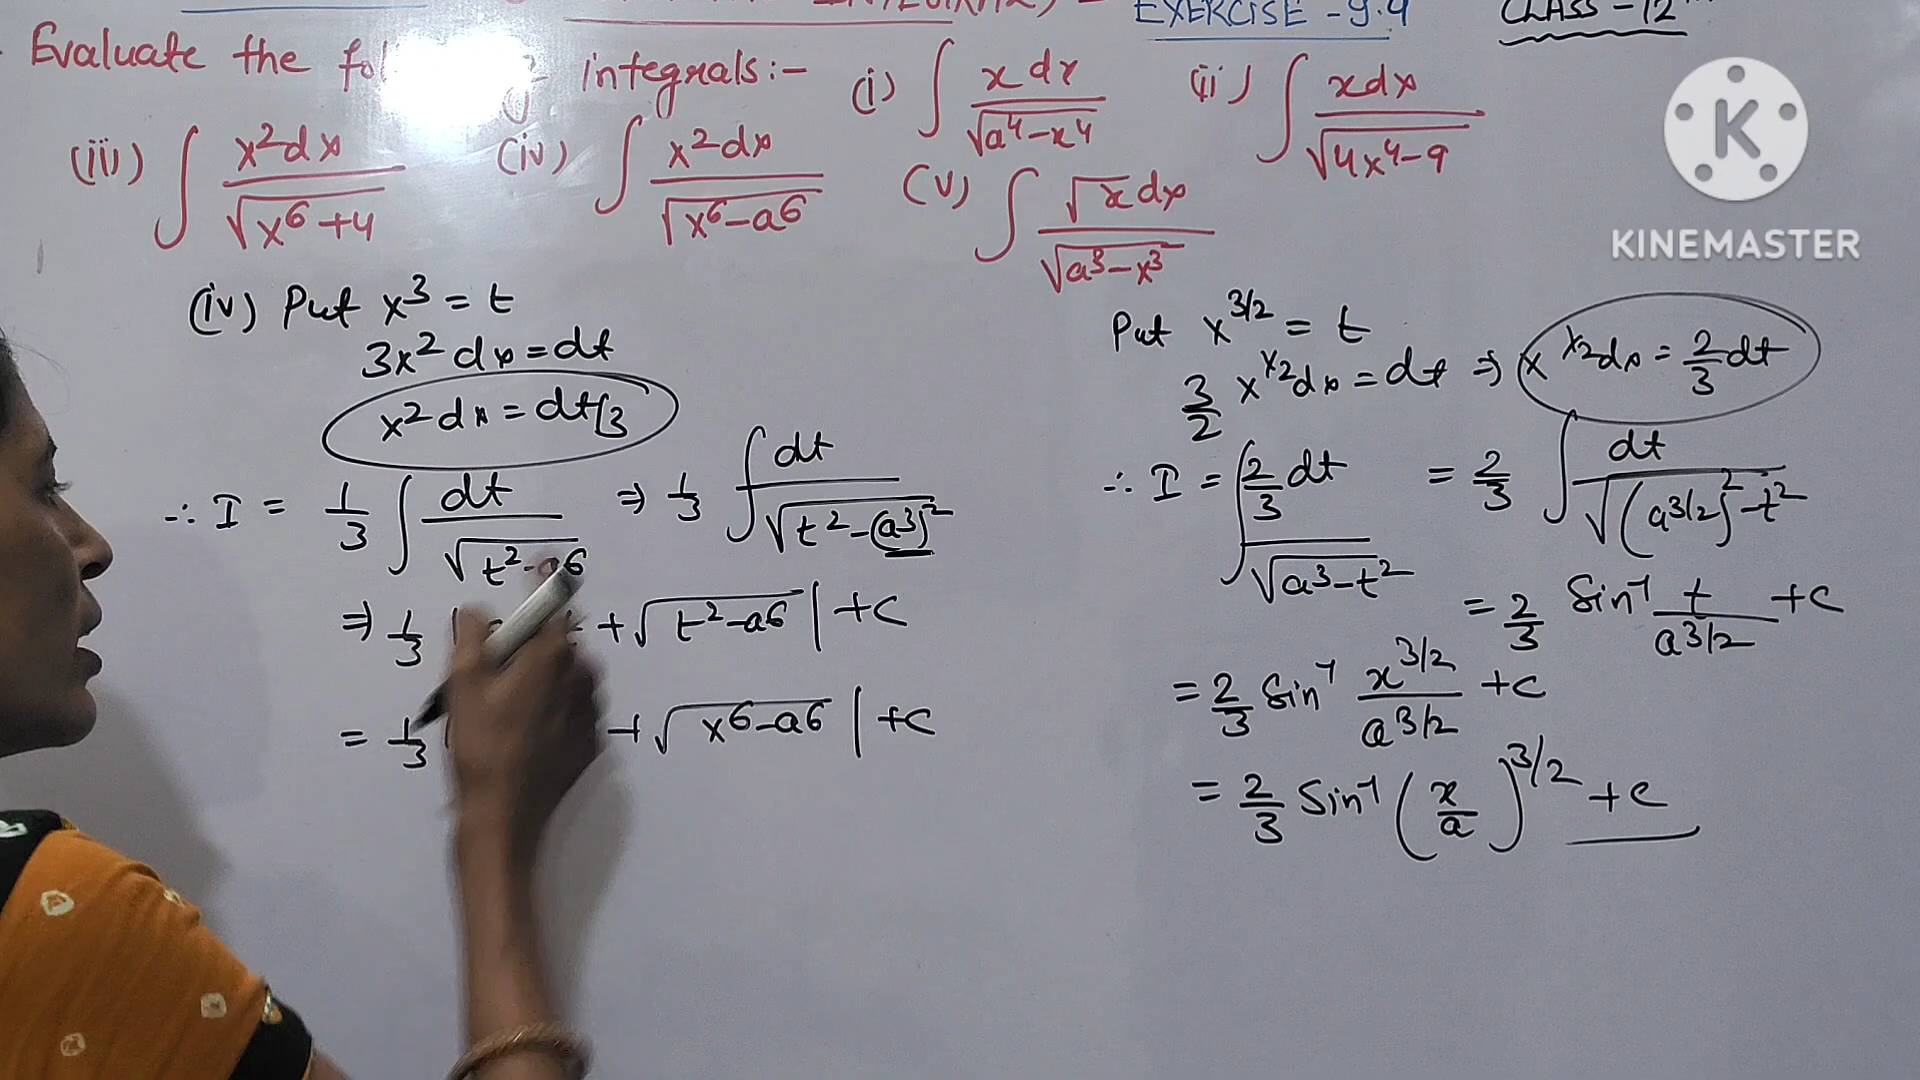 INTEGRALS) - EXERCISE - 9.9 CLASS - 12th
Evaluate the fol g integrals:- (i) ∫ x dx / √(a⁴-x⁴) (ii) ∫ xdx / √(4x⁴-9)
(iii) ∫ x²dx / √(x⁶+4) (iv) ∫ x²dx / √(x⁶-a⁶) (v) ∫ √x dx / √(a³-x³)
K
KINEMASTER
(iv) Put x³ = t
3x² dx = dt
x² dx = dt/3
∴ I = 1/3 ∫ dt / √(t²-a⁶) ⇒ 1/3 ∫ dt / √(t²-(a³)²)
⇒ 1/3 + √(t²-a⁶) | + c
= 1/3 + √(x⁶-a⁶) | + c
Put x^3/2 = t
3/2 x^1/2 dx = dt ⇒ x^1/2 dx = 2/3 dt
∴ I = ∫ 2/3 dt / √(a³-t²) = 2/3 ∫ dt / √((a^3/2)²-t²)
= 2/3 Sin⁻¹ t / a^3/2 + c
= 2/3 Sin⁻¹ x^3/2 / a^3/2 + c
= 2/3 Sin⁻¹ (x/a)^3/2 + c